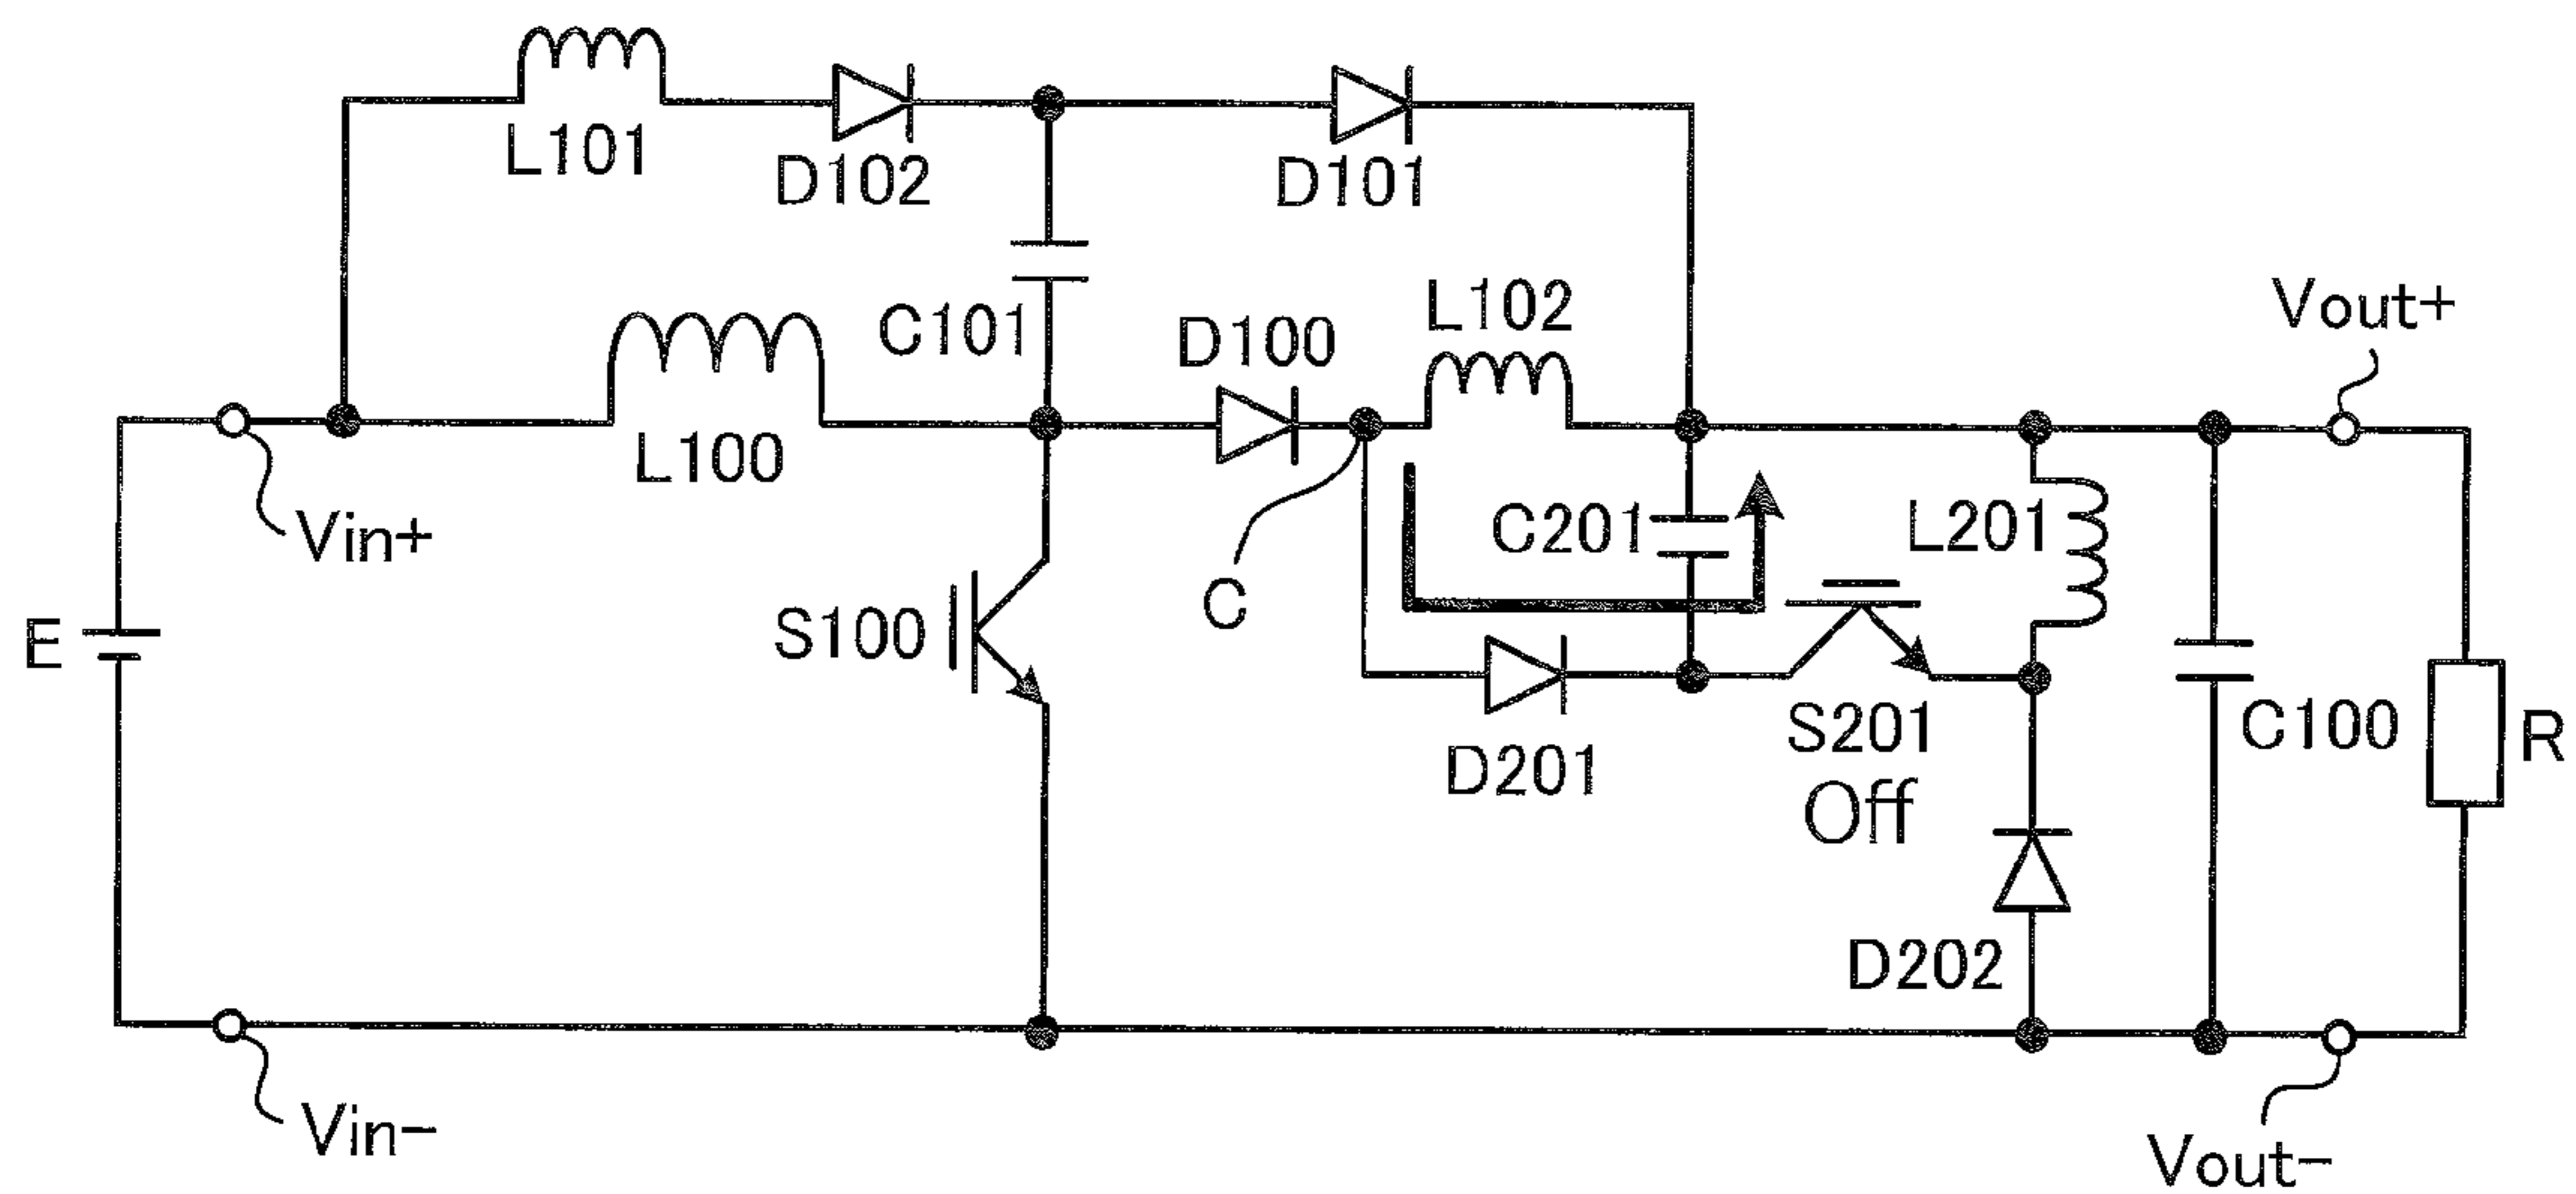 L101
D102
D101
C101
D100
L102
Vout+
L100
Vin+
C201
L201
C
E
S100
D201
S201
Off
C100
R
D202
Vin-
Vout-